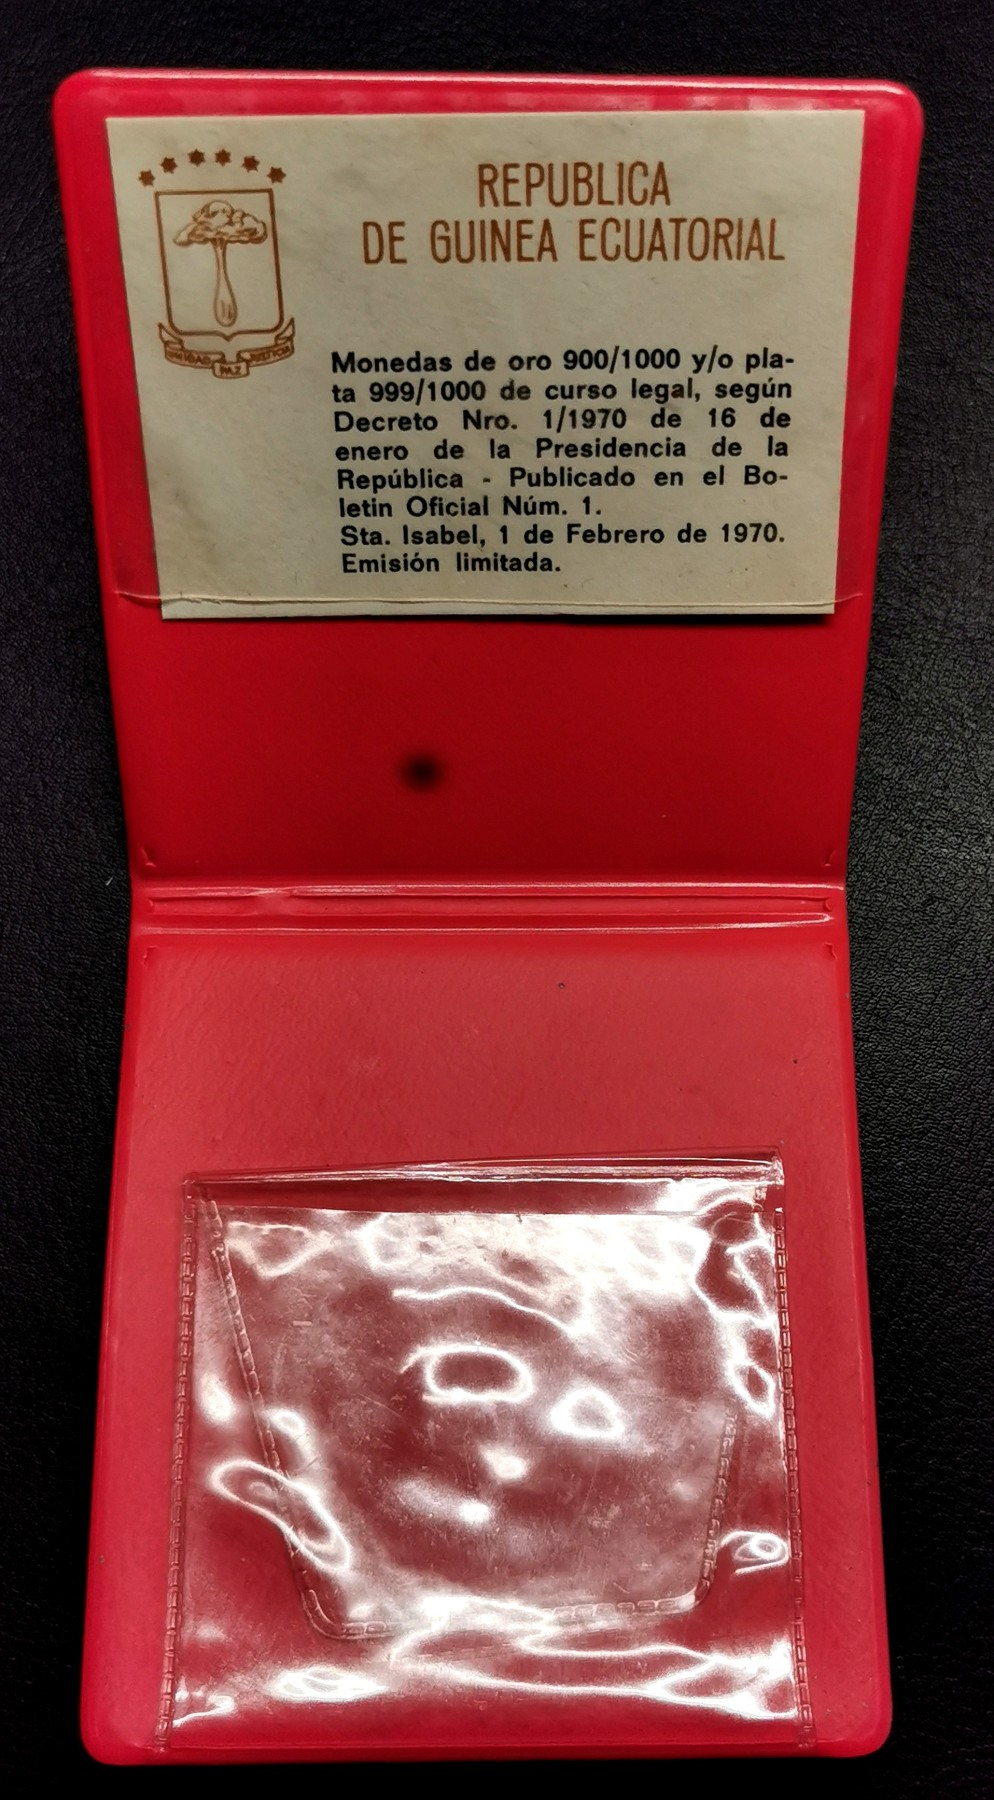 REPUBLICA
DE GUINEA ECUATORIAL
UNIDAD PAZ JUSTICIA
Monedas de oro 900/1000 y/o pla-
ta 999/1000 de curso legal, según
Decreto Nro. 1/1970 de 16 de
enero de la Presidencia de la
República - Publicado en el Bo-
letin Oficial Núm. 1.
Sta. Isabel, 1 de Febrero de 1970.
Emisión limitada.